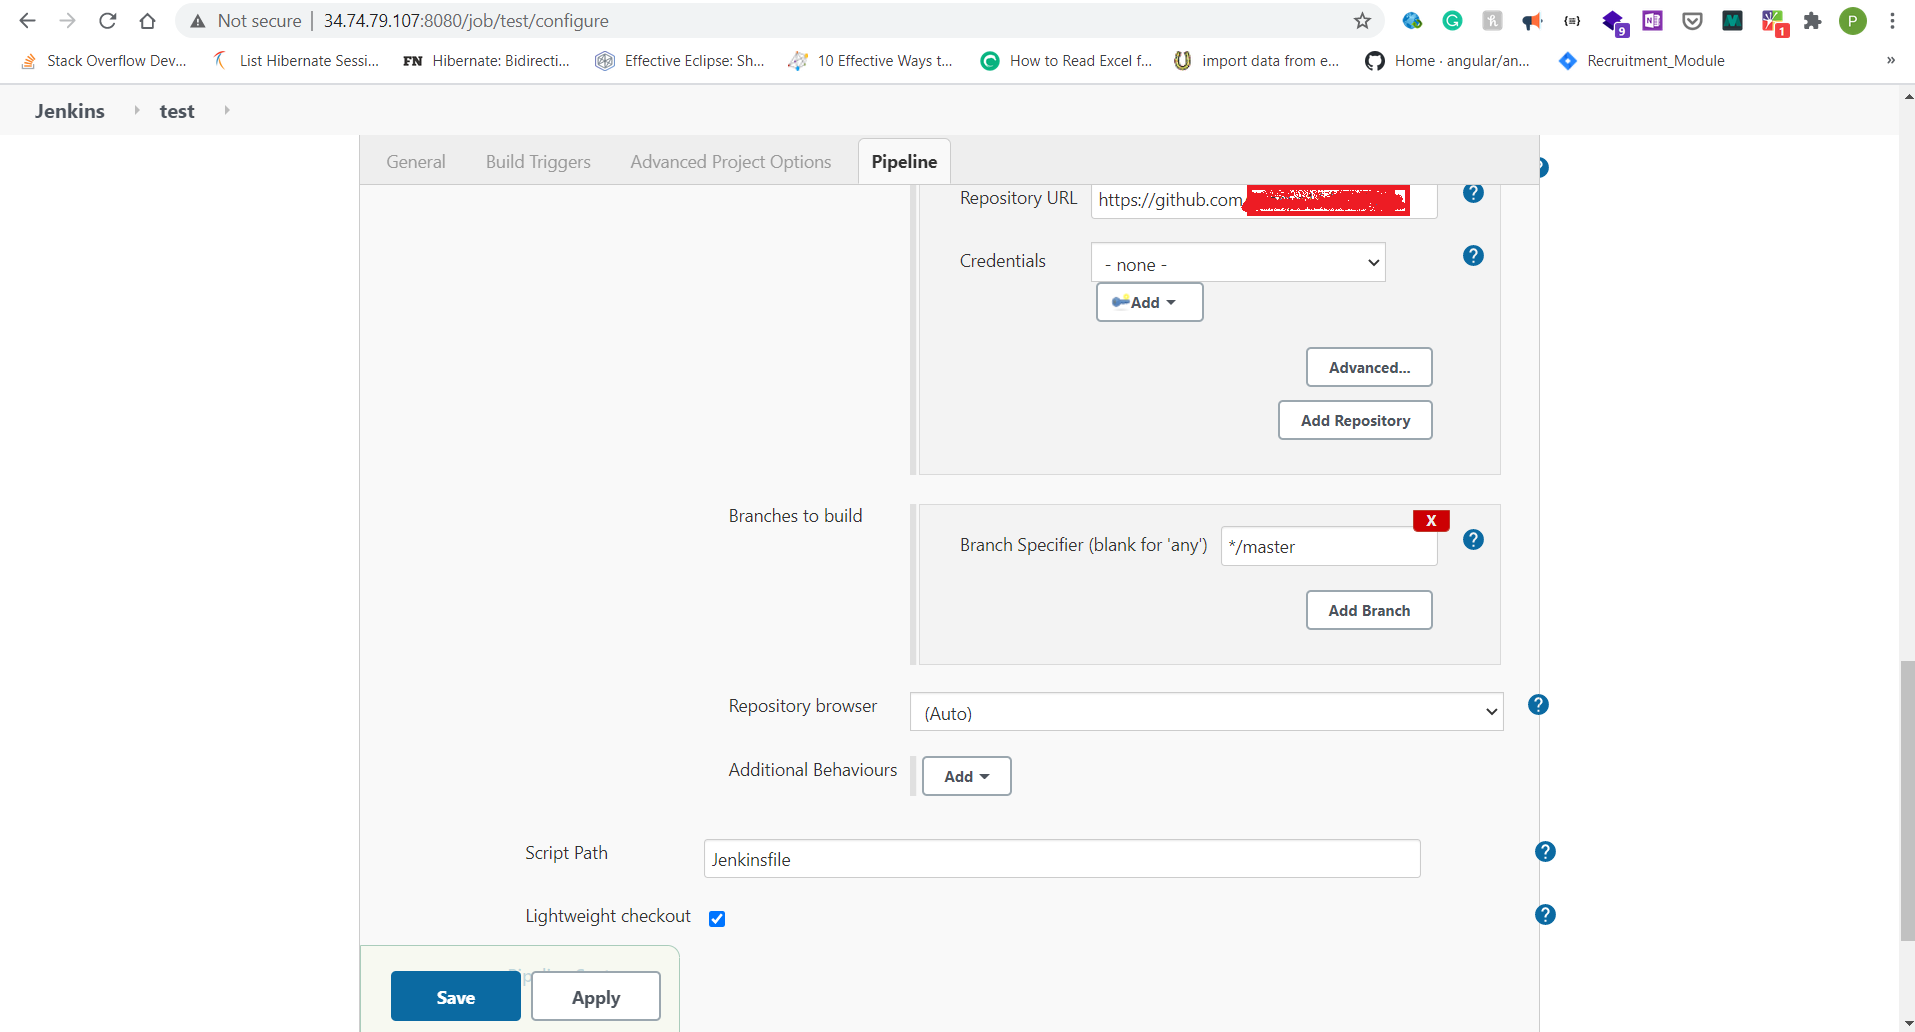 Not secure | 34.74.79.107:8080/job/test/configure
9
1
P
Stack Overflow Dev...
List Hibernate Sessi...
FN Hibernate: Bidirecti...
Effective Eclipse: Sh...
10 Effective Ways t...
How to Read Excel f...
import data from e...
Home · angular/an...
Recruitment_Module
»
Jenkins
test
General
Build Triggers
Advanced Project Options
Pipeline
Repository URL
https://github.com
Credentials
- none -
Add
Advanced...
Add Repository
Branches to build
X
Branch Specifier (blank for 'any')
*/master
Add Branch
Repository browser
(Auto)
Additional Behaviours
Add
Script Path
Jenkinsfile
Lightweight checkout
Save
Apply